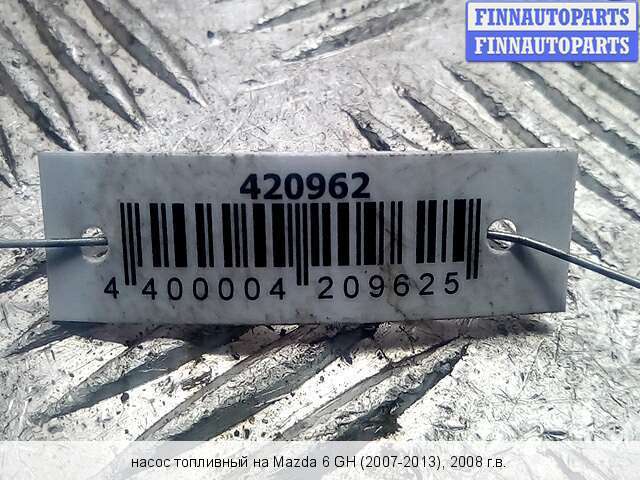 FINNAUTOPARTS
FINNAUTOPARTS
420962
4 400004 209625
насос топливный на Mazda 6 GH (2007-2013), 2008 г.в.